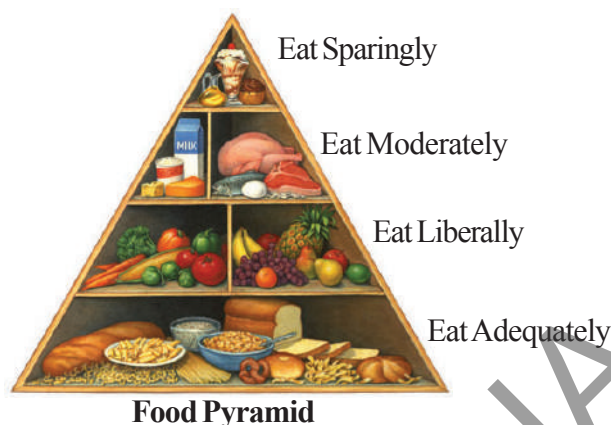 Eat Sparingly
MILK
Eat Moderately
Eat Liberally
Eat Adequately
Food Pyramid